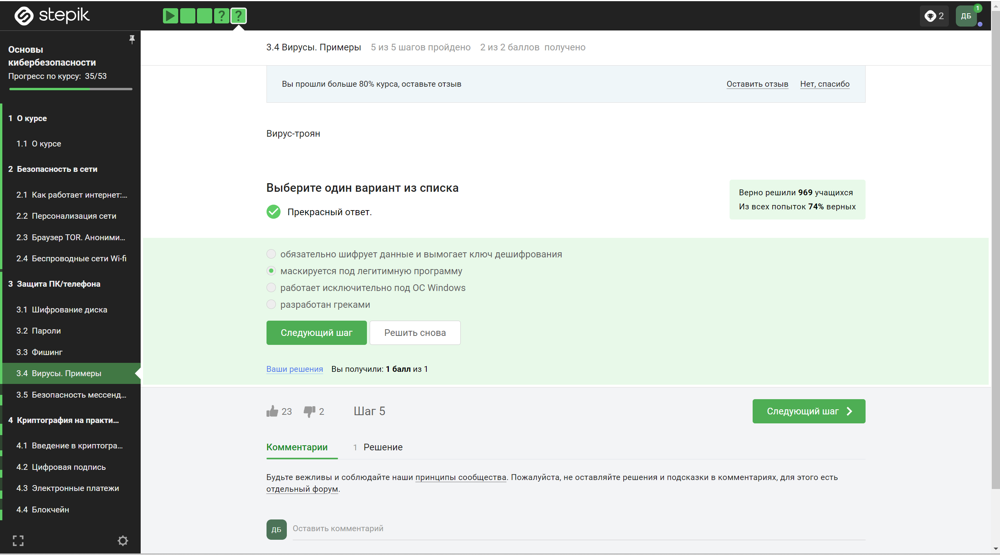 stepik
? ?
2
ДБ
1
Основы
кибербезопасности
Прогресс по курсу: 35/53
1 О курсе
1.1 О курсе
2 Безопасность в сети
2.1 Как работает интернет:...
2.2 Персонализация сети
2.3 Браузер TOR. Аноними...
2.4 Беспроводные сети Wi-fi
3 Защита ПК/телефона
3.1 Шифрование диска
3.2 Пароли
3.3 Фишинг
3.4 Вирусы. Примеры
3.5 Безопасность мессенд...
4 Криптография на практи...
4.1 Введение в криптогра...
4.2 Цифровая подпись
4.3 Электронные платежи
4.4 Блокчейн
3.4 Вирусы. Примеры 5 из 5 шагов пройдено 2 из 2 баллов получено
Вы прошли больше 80% курса, оставьте отзыв Оставить отзыв Нет, спасибо
Вирус-троян
Выберите один вариант из списка
Прекрасный ответ.
Верно решили 969 учащихся
Из всех попыток 74% верных
обязательно шифрует данные и вымогает ключ дешифрования
маскируется под легитимную программу
работает исключительно под ОС Windows
разработан греками
Следующий шаг Решить снова
Ваши решения Вы получили: 1 балл из 1
23 2 Шаг 5 Следующий шаг
Комментарии 1 Решение
Будьте вежливы и соблюдайте наши принципы сообщества. Пожалуйста, не оставляйте решения и подсказки в комментариях, для этого есть
отдельный форум.
ДБ Оставить комментарий